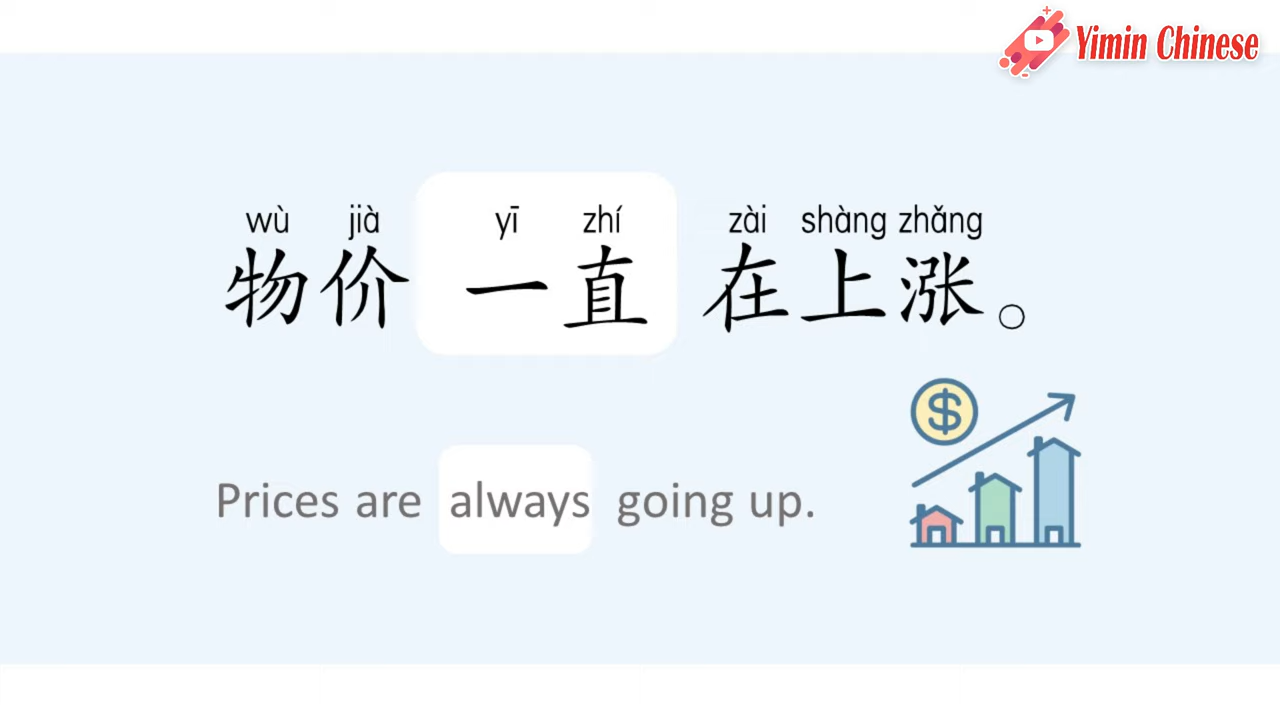 Yimin Chinese
wù jià yī zhí zài shàng zhǎng
物价 一直 在上涨。
$
Prices are always going up.